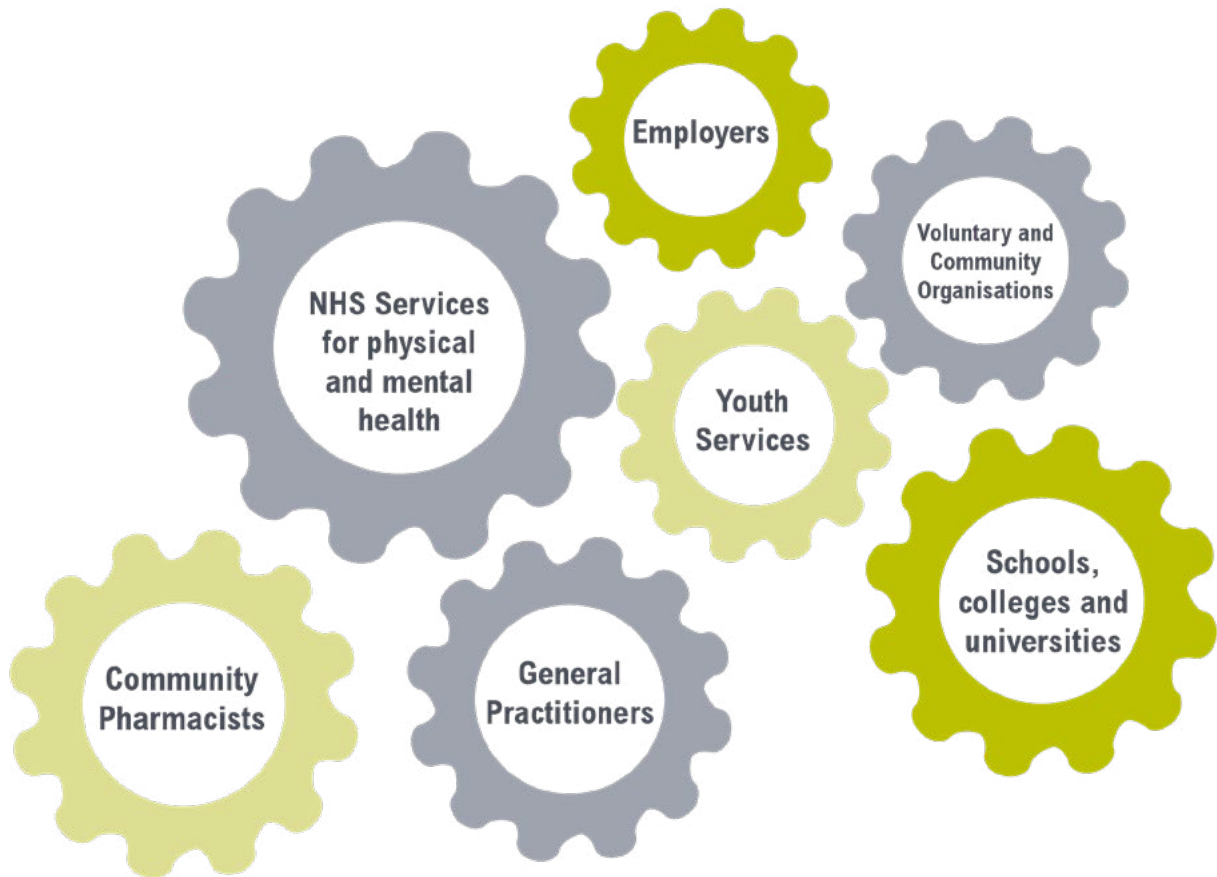 Employers
Voluntary and
Community
Organisations
NHS Services
for physical
and mental
health
Youth
Services
Schools,
colleges and
universities
Community
Pharmacists
General
Practitioners